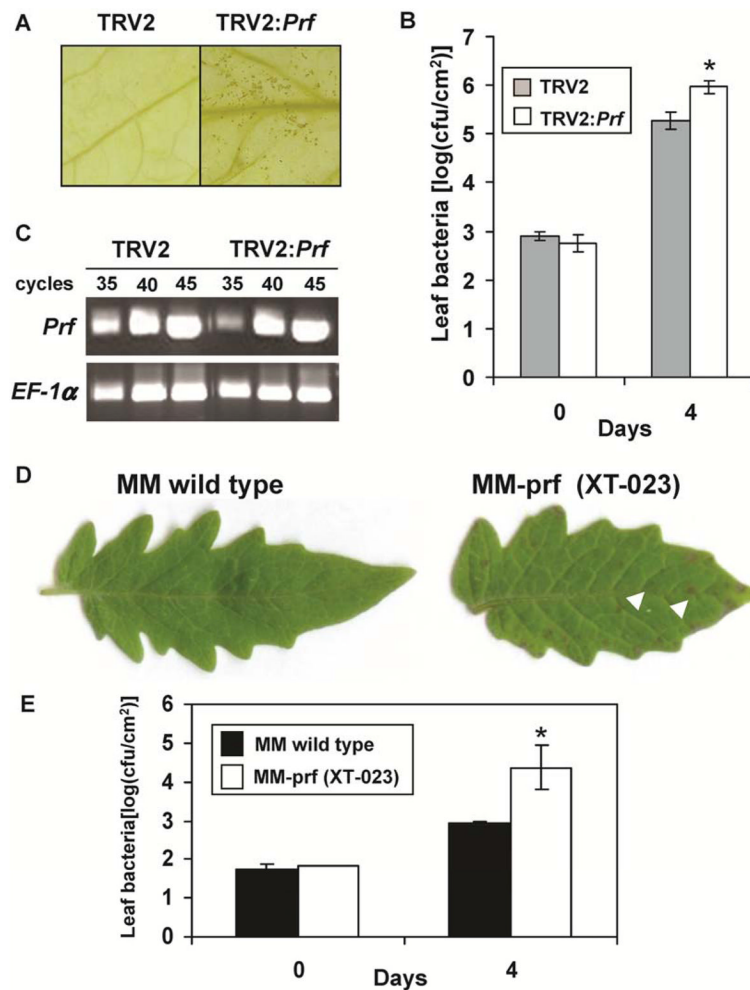 A
TRV2
TRV2:Prf
B
7
6
5
4
3
2
1
0
Leaf bacteria [log(cfu/cm²)]
TRV2
TRV2:Prf
*
0
4
Days
C
TRV2
TRV2:Prf
cycles 35 40 45 35 40 45
Prf
EF-1α
D
MM wild type
MM-prf (XT-023)
E
6
5
4
3
2
1
0
Leaf bacteria[log(cfu/cm²)]
MM wild type
MM-prf (XT-023)
*
0
4
Days